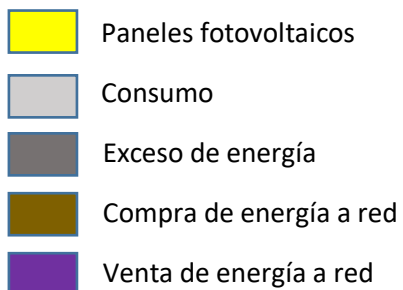 Paneles fotovoltaicos
Consumo
Exceso de energía
Compra de energía a red
Venta de energía a red